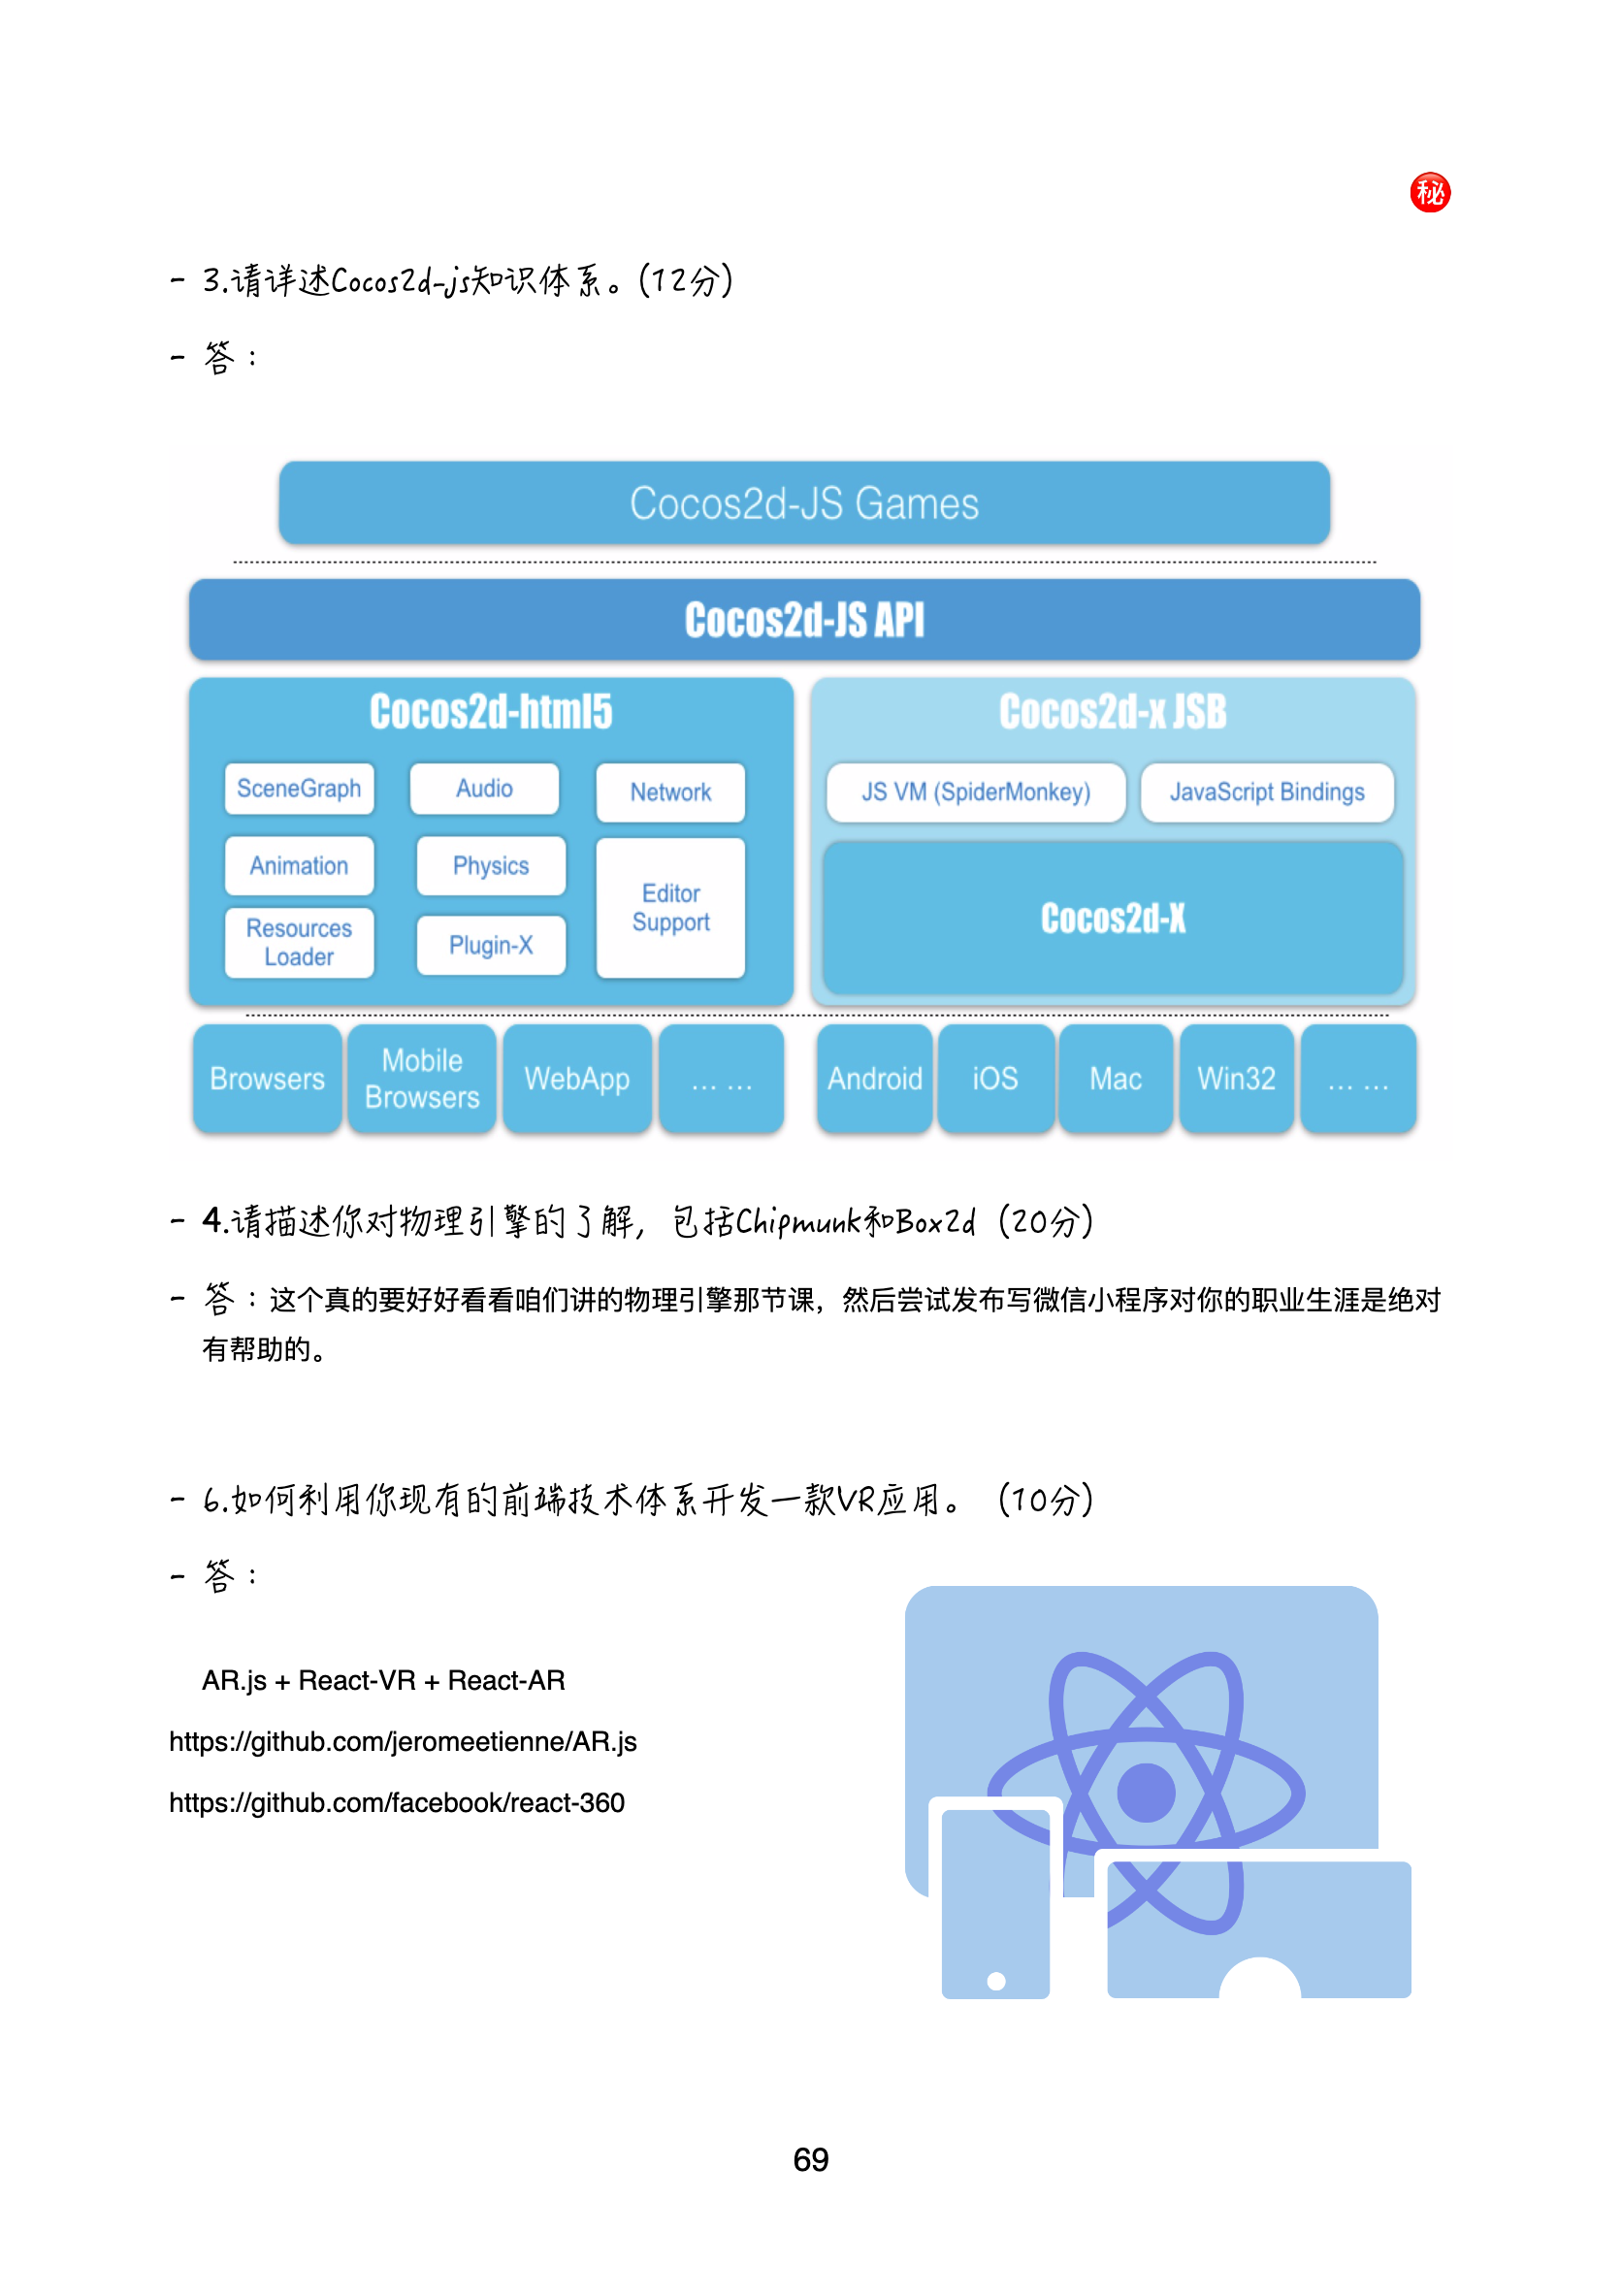 ㊙
- 3.请详述Cocos2d-js知识体系。(12分)
- 答：
Cocos2d-JS Games
Cocos2d-JS API
Cocos2d-html5
SceneGraph
Audio
Network
Animation
Physics
Editor
Support
Resources
Loader
Plugin-X
Cocos2d-x JSB
JS VM (SpiderMonkey)
JavaScript Bindings
Cocos2d-X
Browsers
Mobile
Browsers
WebApp
... ...
Android
iOS
Mac
Win32
... ...
- 4.请描述你对物理引擎的了解，包括Chipmunk和Box2d（20分）
- 答：这个真的要好好看看咱们讲的物理引擎那节课，然后尝试发布写微信小程序对你的职业生涯是绝对
有帮助的。
- 6.如何利用你现有的前端技术体系开发一款VR应用。（10分）
- 答：
AR.js + React-VR + React-AR
https://github.com/jeromeetienne/AR.js
https://github.com/facebook/react-360
69